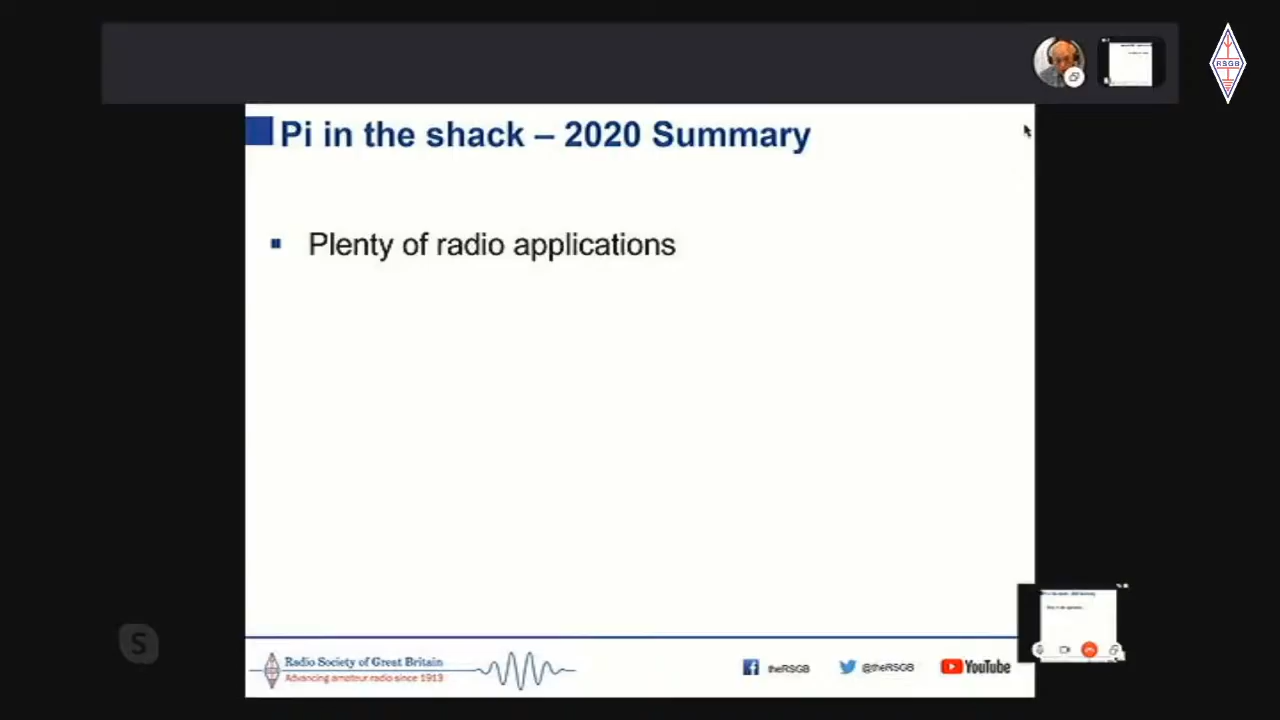 RSGB
Pi in the shack – 2020 Summary
Plenty of radio applications
S
Radio Society of Great Britain
Advancing amateur radio since 1913
theRSGB
@theRSGB
YouTube